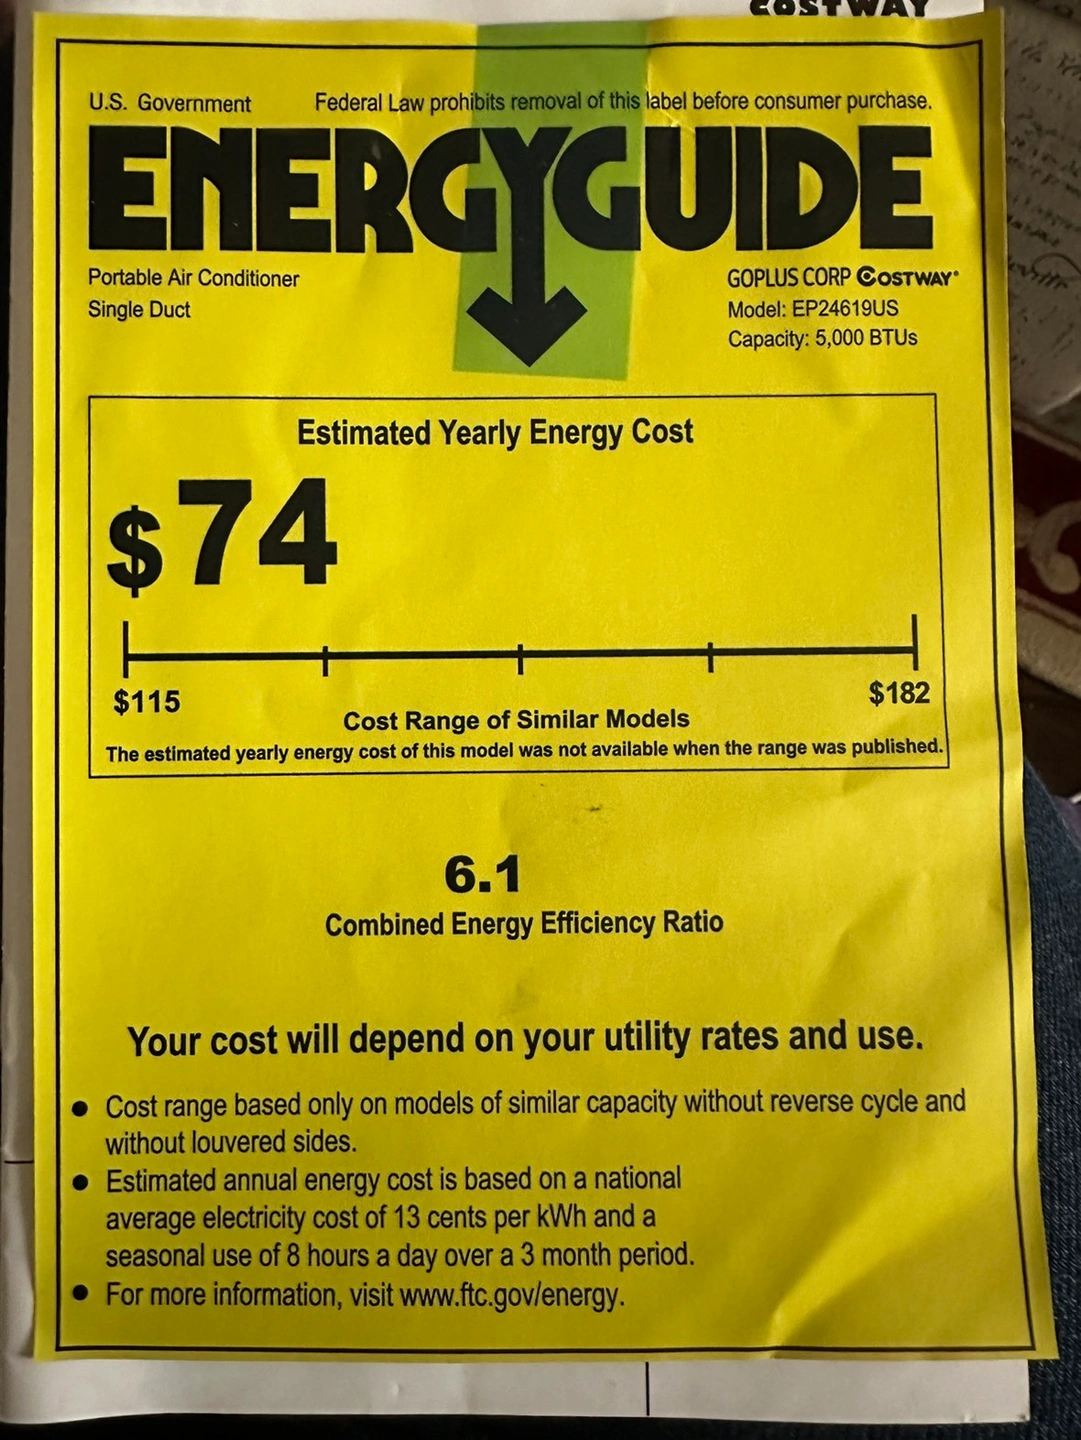 COSTWAY
U.S. Government Federal Law prohibits removal of this label before consumer purchase.
ENERGYGUIDE
Portable Air Conditioner
Single Duct
GOPLUS CORP COSTWAY®
Model: EP24619US
Capacity: 5,000 BTUs
Estimated Yearly Energy Cost
$74
$115 $182
Cost Range of Similar Models
The estimated yearly energy cost of this model was not available when the range was published.
6.1
Combined Energy Efficiency Ratio
Your cost will depend on your utility rates and use.
● Cost range based only on models of similar capacity without reverse cycle and
without louvered sides.
● Estimated annual energy cost is based on a national
average electricity cost of 13 cents per kWh and a
seasonal use of 8 hours a day over a 3 month period.
● For more information, visit www.ftc.gov/energy.